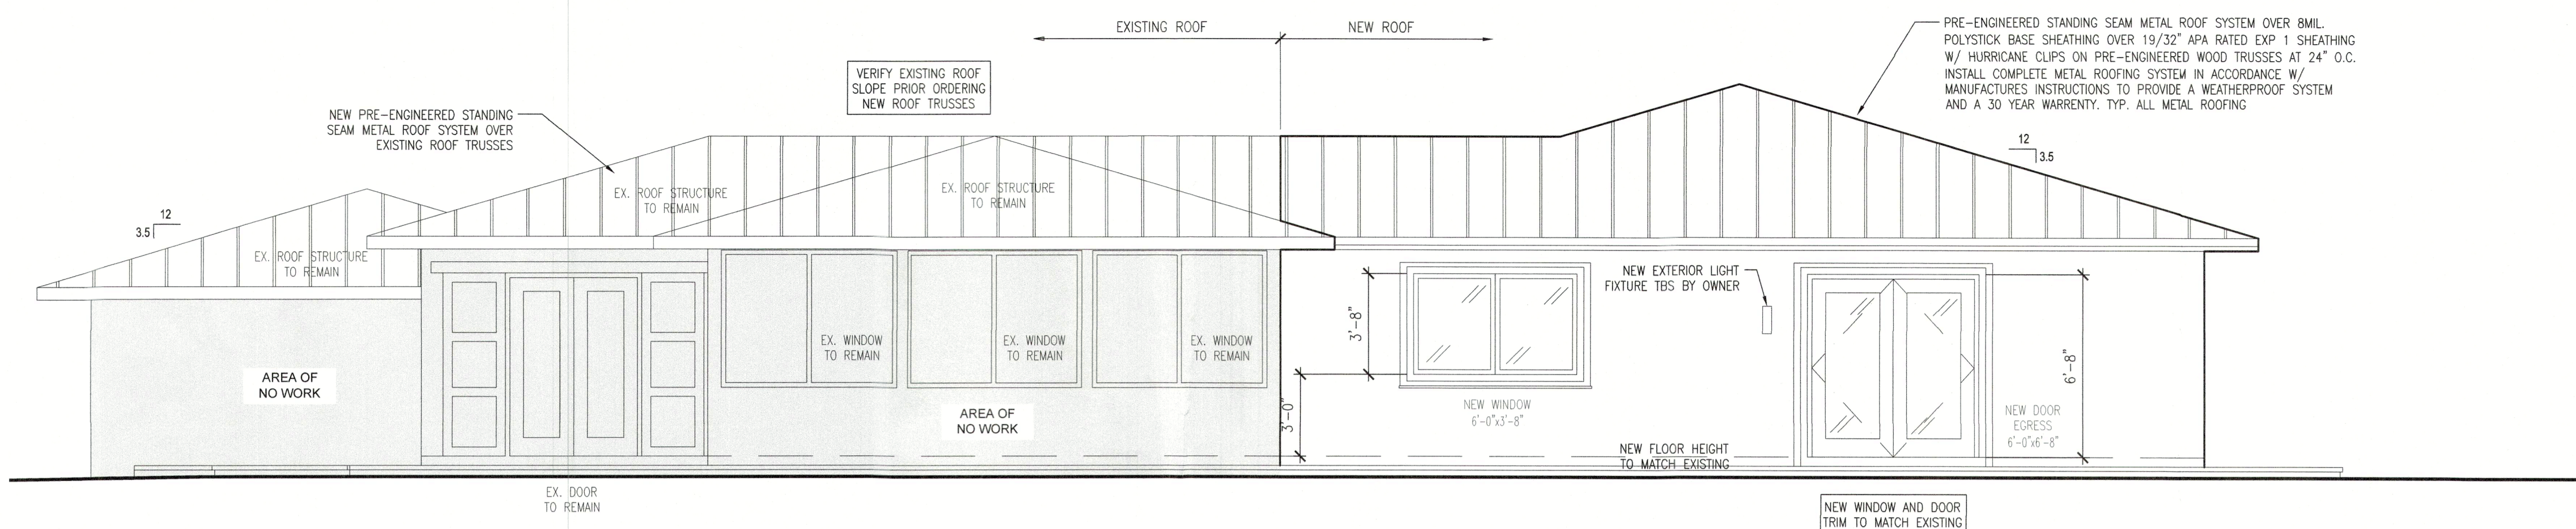 EXISTING ROOF
NEW ROOF
PRE-ENGINEERED STANDING SEAM METAL ROOF SYSTEM OVER 8MIL.
POLYSTICK BASE SHEATHING OVER 19/32" APA RATED EXP 1 SHEATHING
W/ HURRICANE CLIPS ON PRE-ENGINEERED WOOD TRUSSES AT 24" O.C.
INSTALL COMPLETE METAL ROOFING SYSTEM IN ACCORDANCE W/
MANUFACTURES INSTRUCTIONS TO PROVIDE A WEATHERPROOF SYSTEM
AND A 30 YEAR WARRENTY. TYP. ALL METAL ROOFING
VERIFY EXISTING ROOF
SLOPE PRIOR ORDERING
NEW ROOF TRUSSES
NEW PRE-ENGINEERED STANDING
SEAM METAL ROOF SYSTEM OVER
EXISTING ROOF TRUSSES
12
3.5
EX. ROOF STRUCTURE
TO REMAIN
EX. ROOF STRUCTURE
TO REMAIN
12
3.5
EX. ROOF STRUCTURE
TO REMAIN
NEW EXTERIOR LIGHT
FIXTURE TBS BY OWNER
3'-8"
EX. WINDOW
TO REMAIN
EX. WINDOW
TO REMAIN
EX. WINDOW
TO REMAIN
6'-8"
AREA OF
NO WORK
AREA OF
NO WORK
3'-0"
NEW WINDOW
6'-0"x3'-8"
NEW DOOR
EGRESS
6'-0"x6'-8"
NEW FLOOR HEIGHT
TO MATCH EXISTING
EX. DOOR
TO REMAIN
NEW WINDOW AND DOOR
TRIM TO MATCH EXISTING